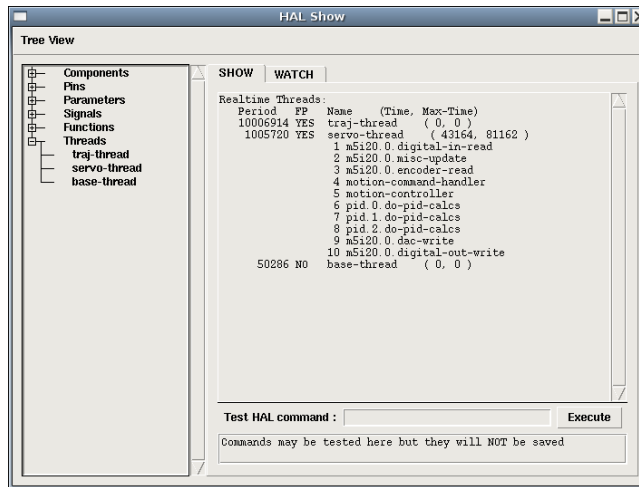 HAL Show
Tree View
Components
Pins
Parameters
Signals
Functions
Threads
traj-thread
servo-thread
base-thread
SHOW WATCH
Realtime Threads:
Period FP Name (Time, Max-Time)
10006914 YES traj-thread ( 0, 0 )
1005720 YES servo-thread ( 43164, 81162 )
1 m5i20.0.digital-in-read
2 m5i20.0.misc-update
3 m5i20.0.encoder-read
4 motion-command-handler
5 motion-controller
6 pid.0.do-pid-calcs
7 pid.1.do-pid-calcs
8 pid.2.do-pid-calcs
9 m5i20.0.dac-write
10 m5i20.0.digital-out-write
50286 NO base-thread ( 0, 0 )
Test HAL command : Execute
Commands may be tested here but they will NOT be saved